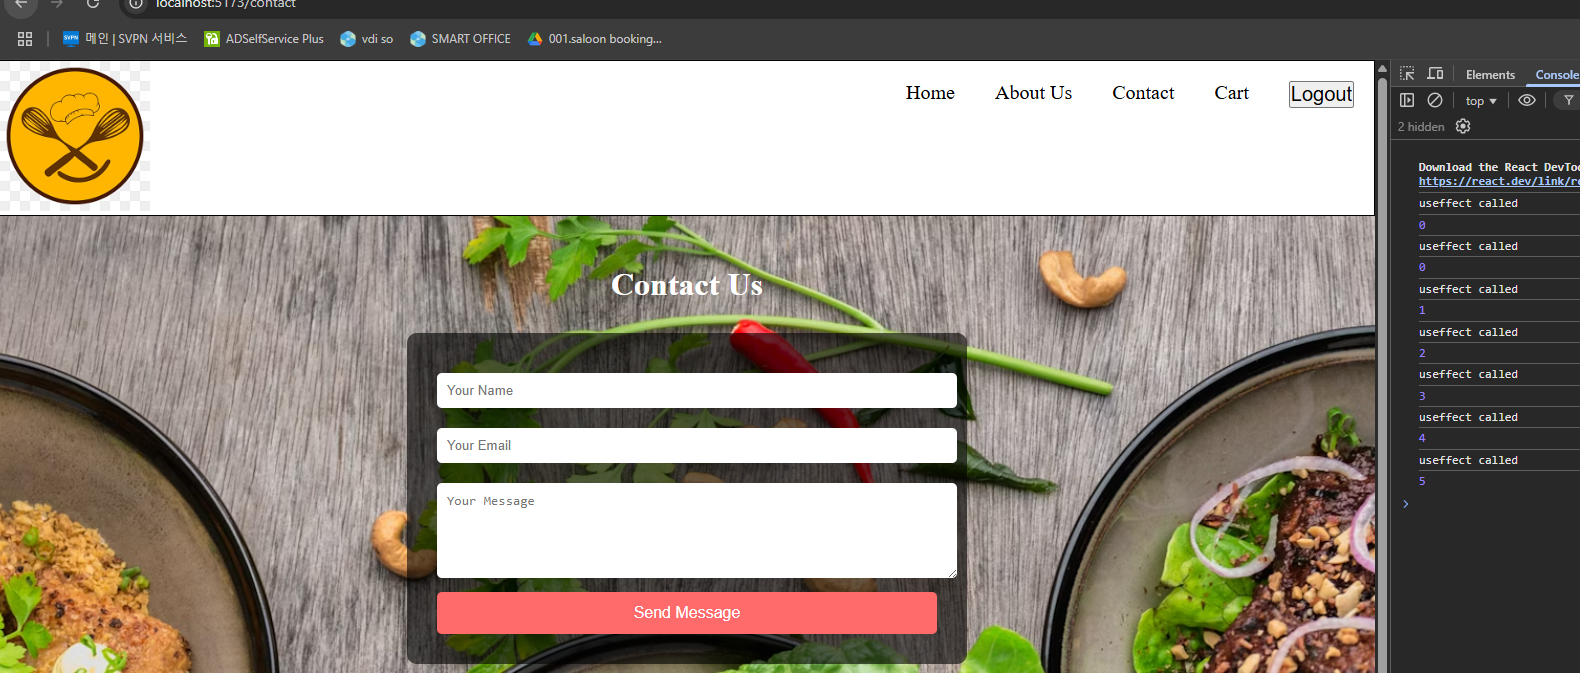 localhost:5173/contact
메인 | SVPN 서비스
ADSelfService Plus
vdi so
SMART OFFICE
001.saloon booking...
Home
About Us
Contact
Cart
Logout
Contact Us
Your Name
Your Email
Your Message
Send Message
Elements
Console
top
2 hidden
Download the React DevToo
https://react.dev/link/re
useffect called
0
useffect called
0
useffect called
1
useffect called
2
useffect called
3
useffect called
4
useffect called
5